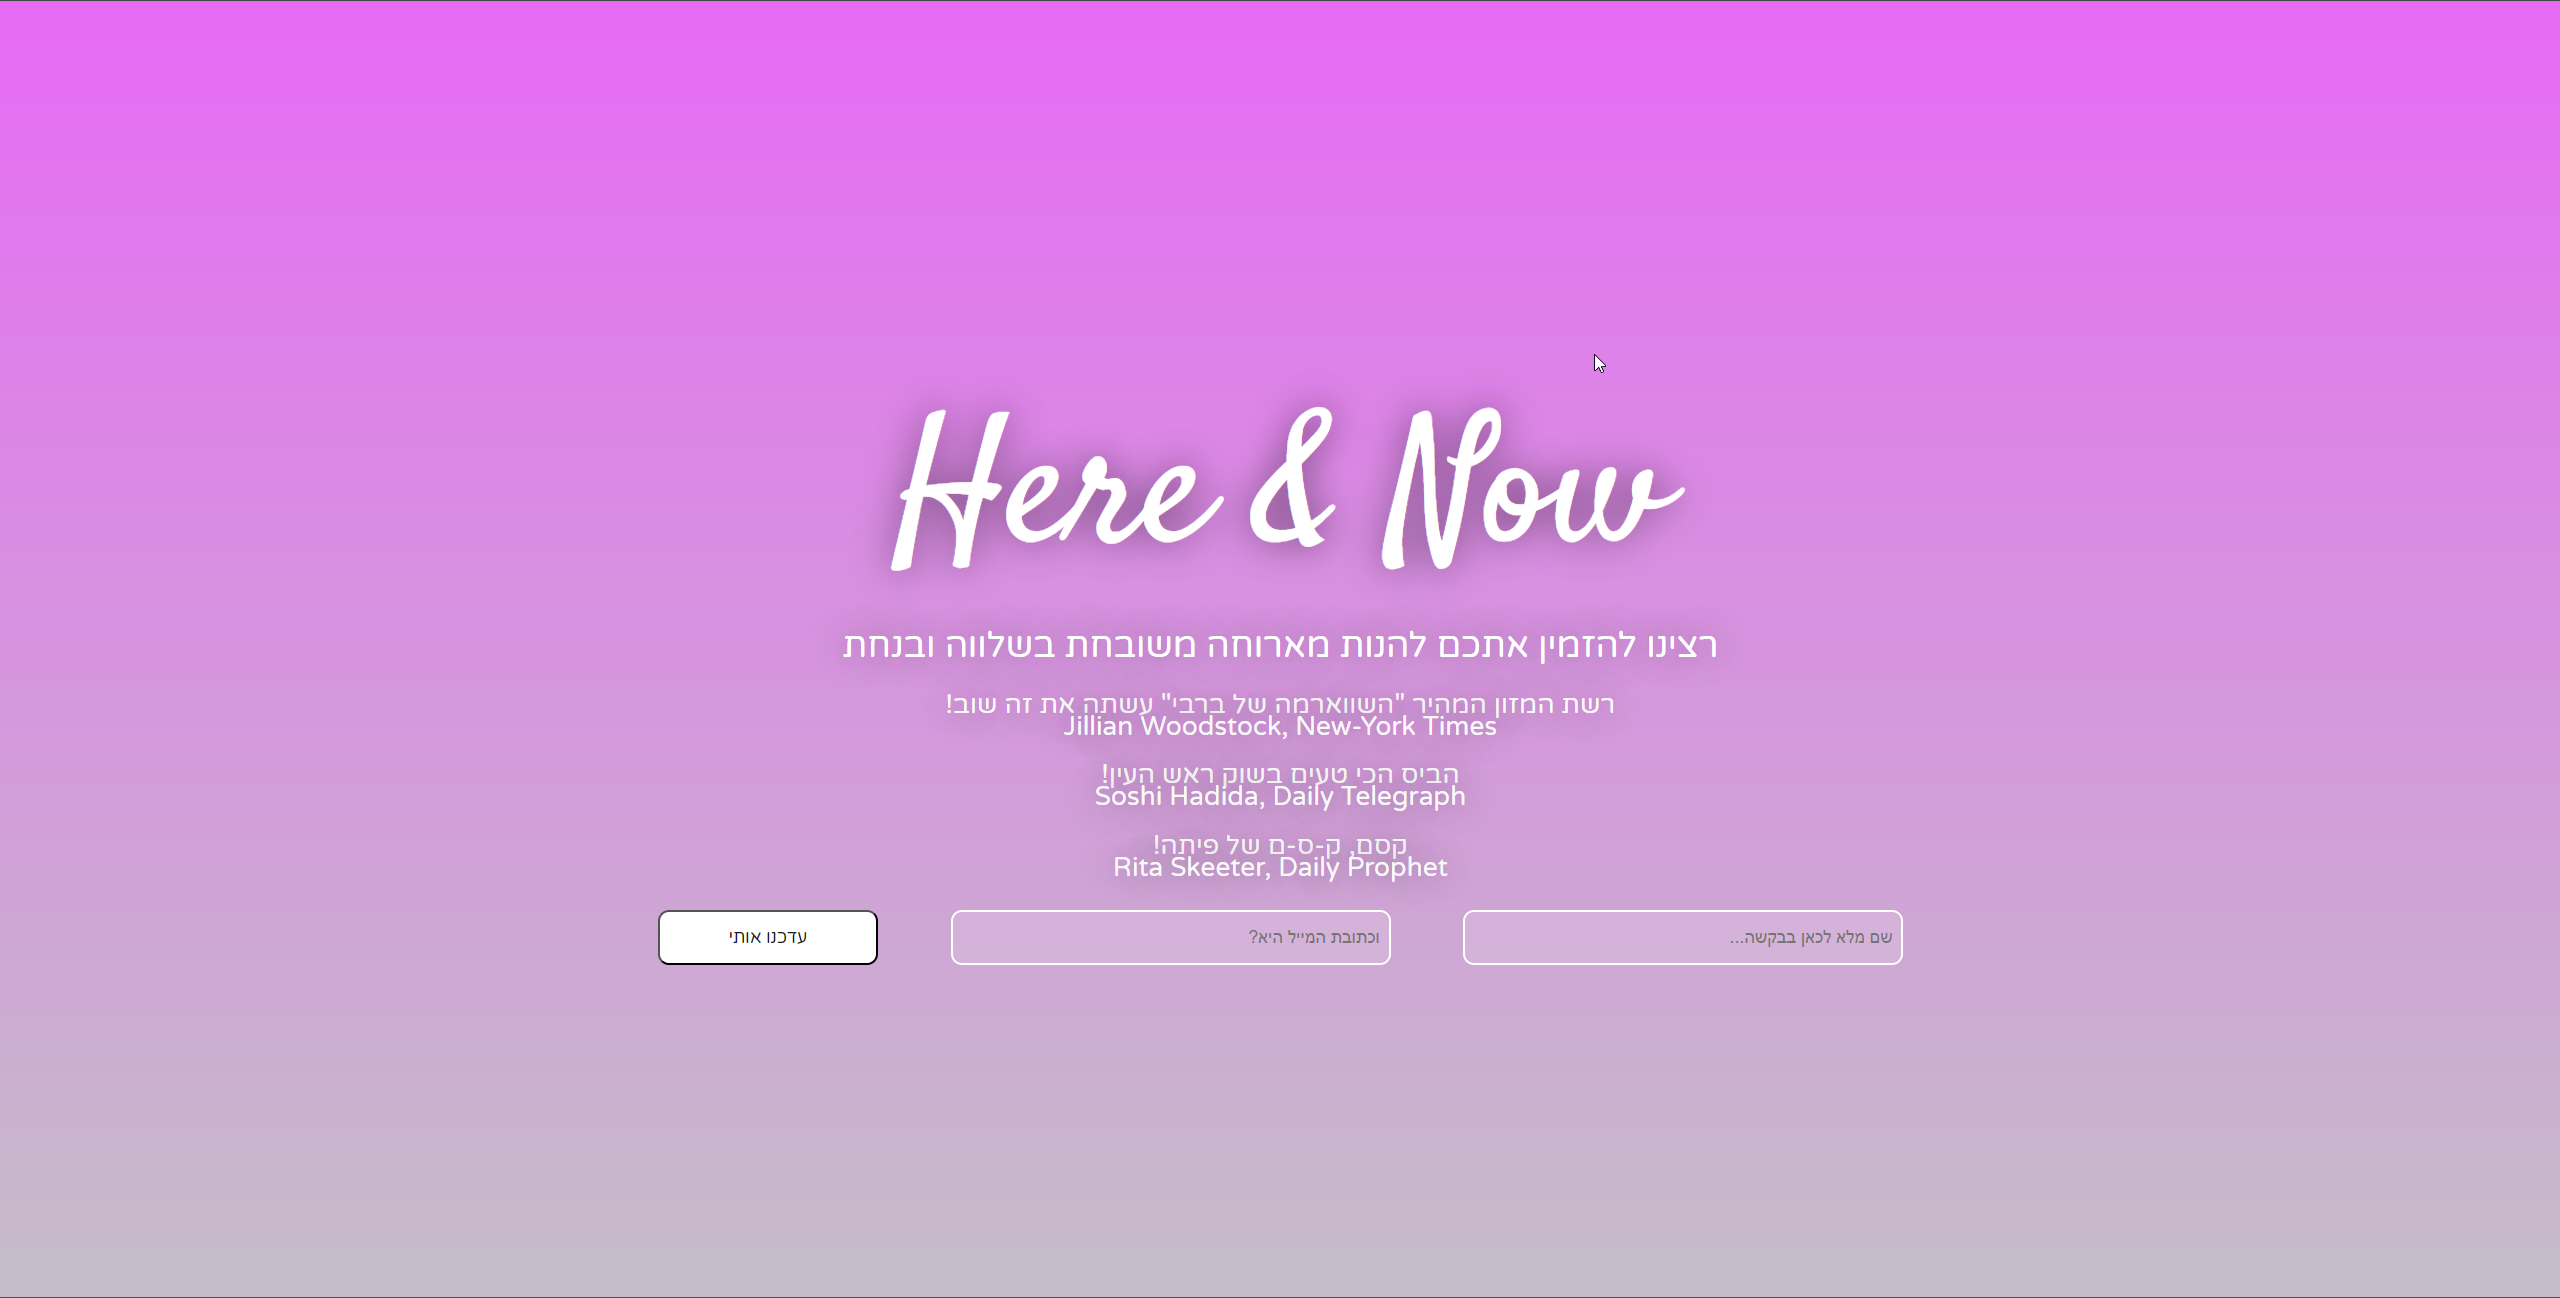 Here & Now
רצינו להזמין אתכם להנות מארוחה משובחת בשלווה ובנחת
רשת המזון המהיר "השווארמה של ברבי" עשתה את זה שוב!
Jillian Woodstock, New-York Times
הביס הכי טעים בשוק ראש העין!
Soshi Hadida, Daily Telegraph
קסם, ק-ס-ם של פיתה!
Rita Skeeter, Daily Prophet
שם מלא לכאן בבקשה...
וכתובת המייל היא?
עדכנו אותי